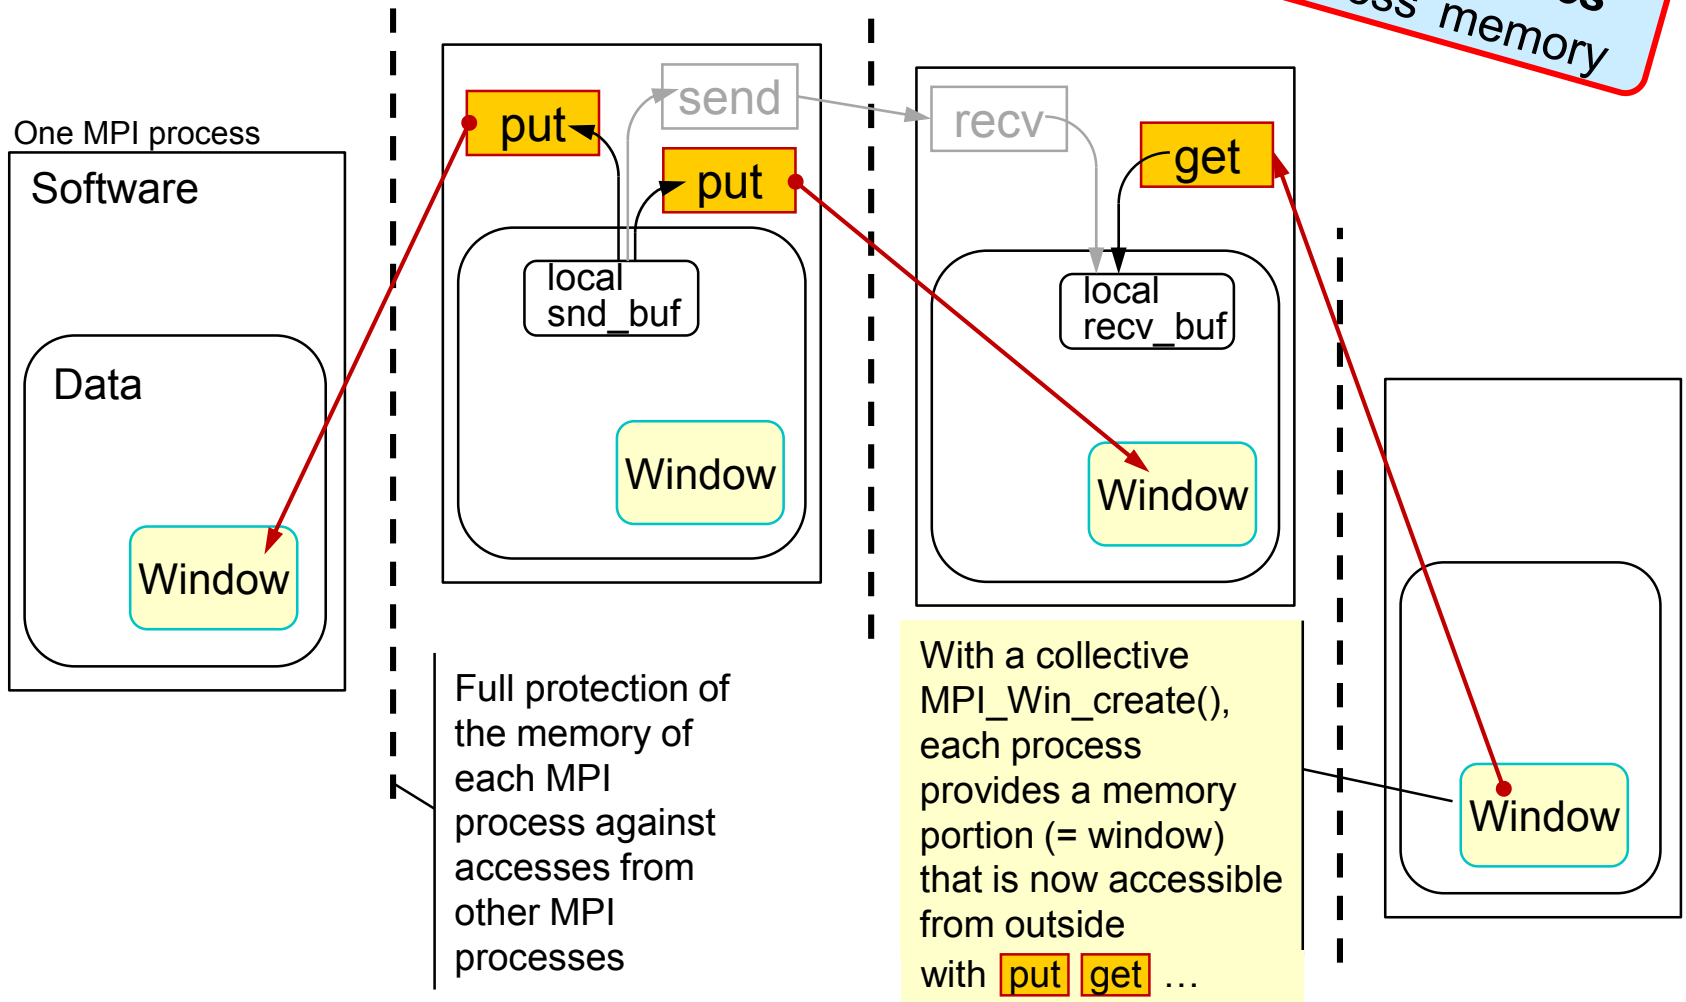 memory
One MPI process
Software
Data
Window
put
send
put
local
snd_buf
Window
recv
get
local
recv_buf
Window
Window
Full protection of
the memory of
each MPI
process against
accesses from
other MPI
processes
With a collective
MPI_Win_create(),
each process
provides a memory
portion (= window)
that is now accessible
from outside
with put get …